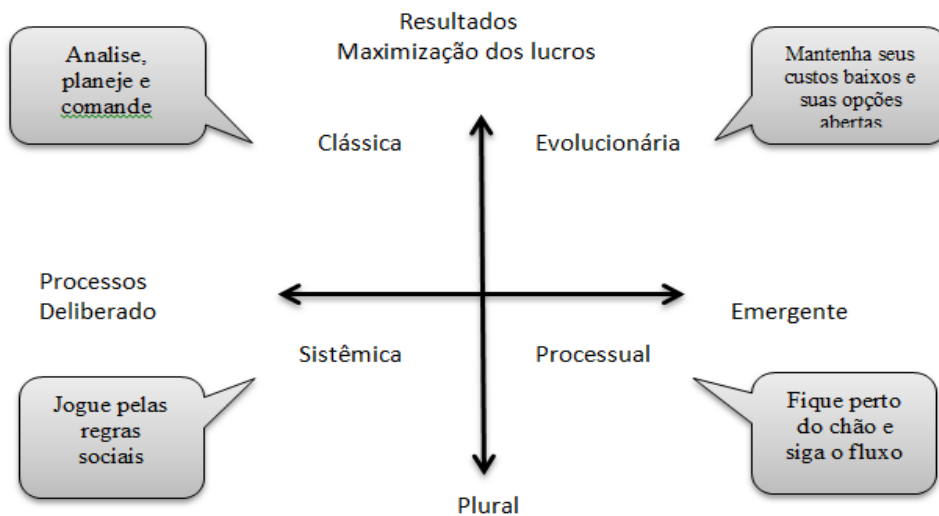 Resultados
Maximização dos lucros
Analise,
planeje e
comande
Mantenha seus
custos baixos e
suas opções
abertas
Clássica
Evolucionária
Processos
Deliberado
Emergente
Sistêmica
Processual
Jogue pelas
regras
sociais
Fique perto
do chão e
siga o fluxo
Plural